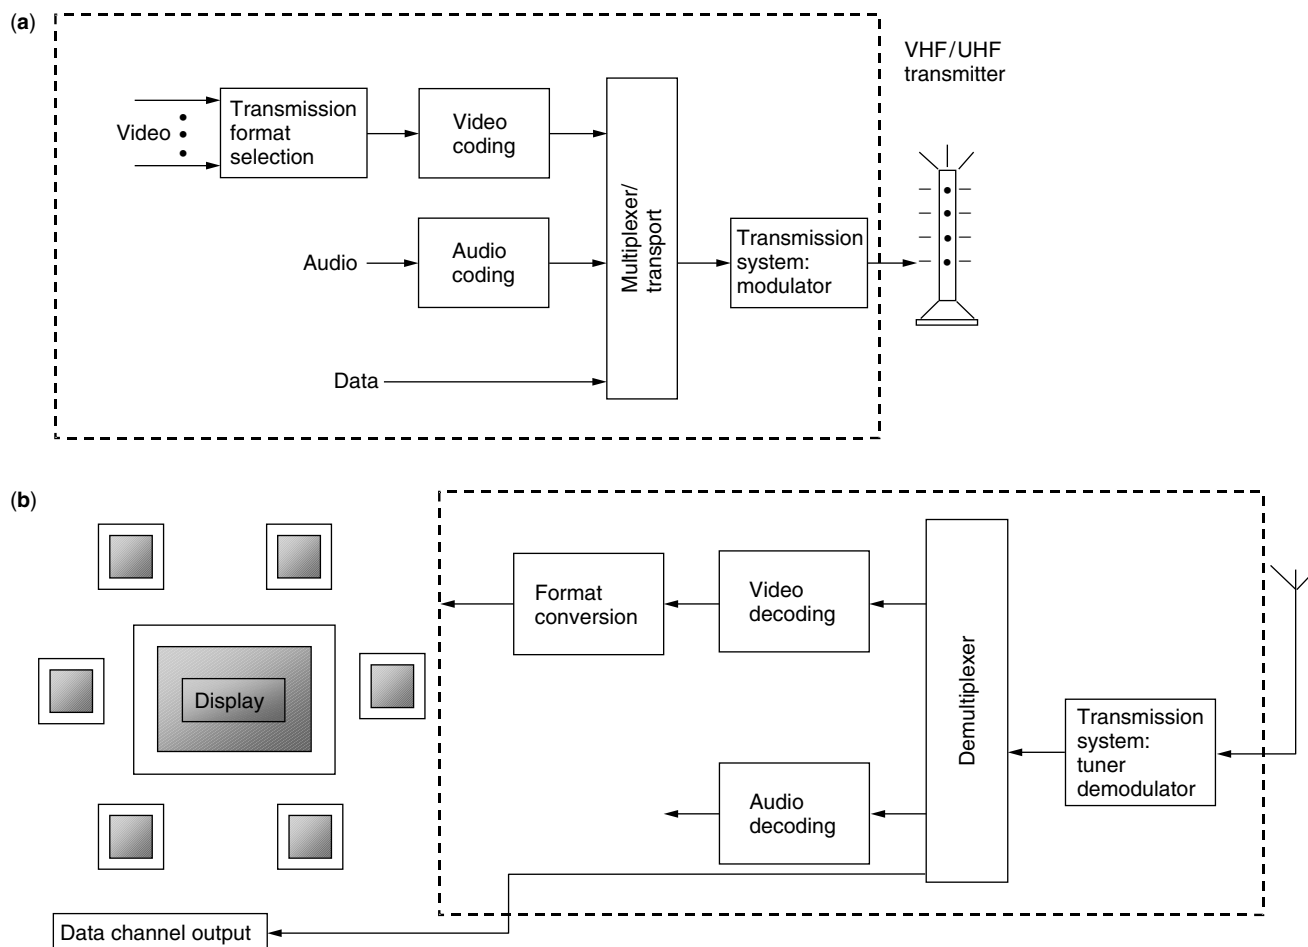 (a)
VHF/UHF
transmitter
Transmission
format
selection
Video
coding
Video
Multiplexer/
transport
Audio
Audio
coding
Transmission
system:
modulator
Data
(b)
Format
conversion
Video
decoding
Demultiplexer
Display
Transmission
system:
tuner
demodulator
Audio
decoding
Data channel output